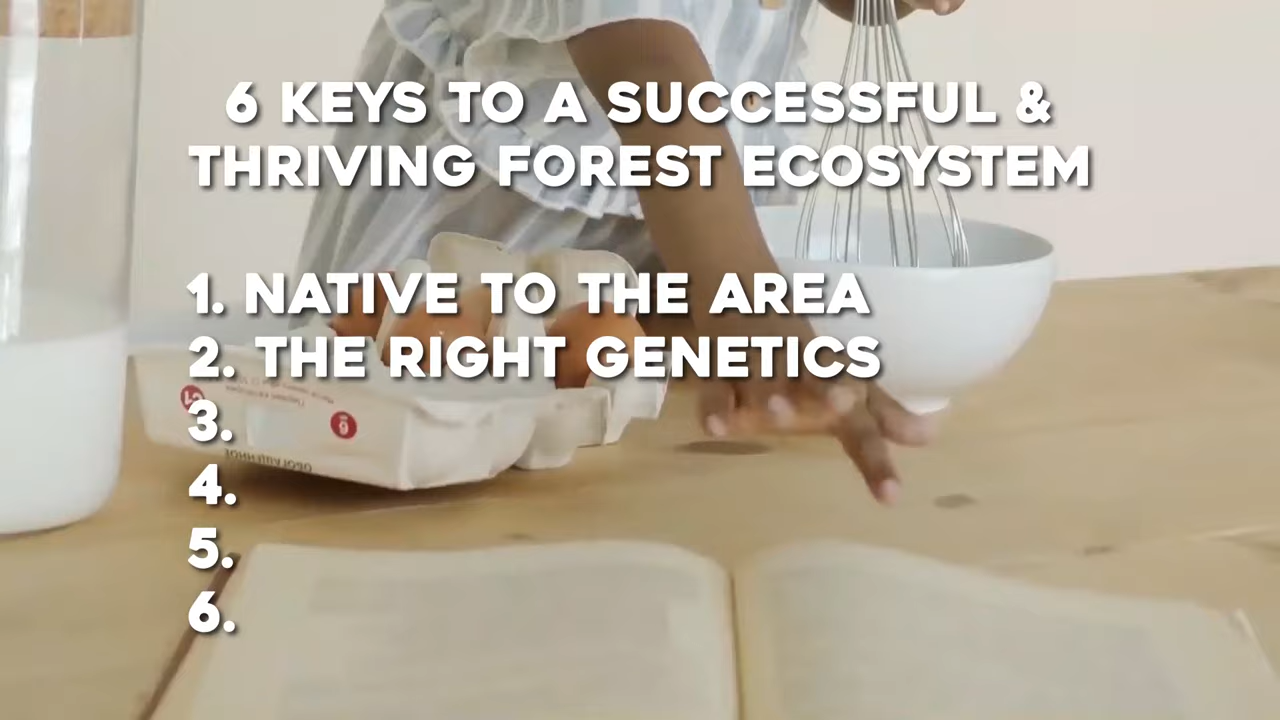 6 KEYS TO A SUCCESSFUL &
THRIVING FOREST ECOSYSTEM
1. NATIVE TO THE AREA
2. THE RIGHT GENETICS
3.
4.
5.
6.